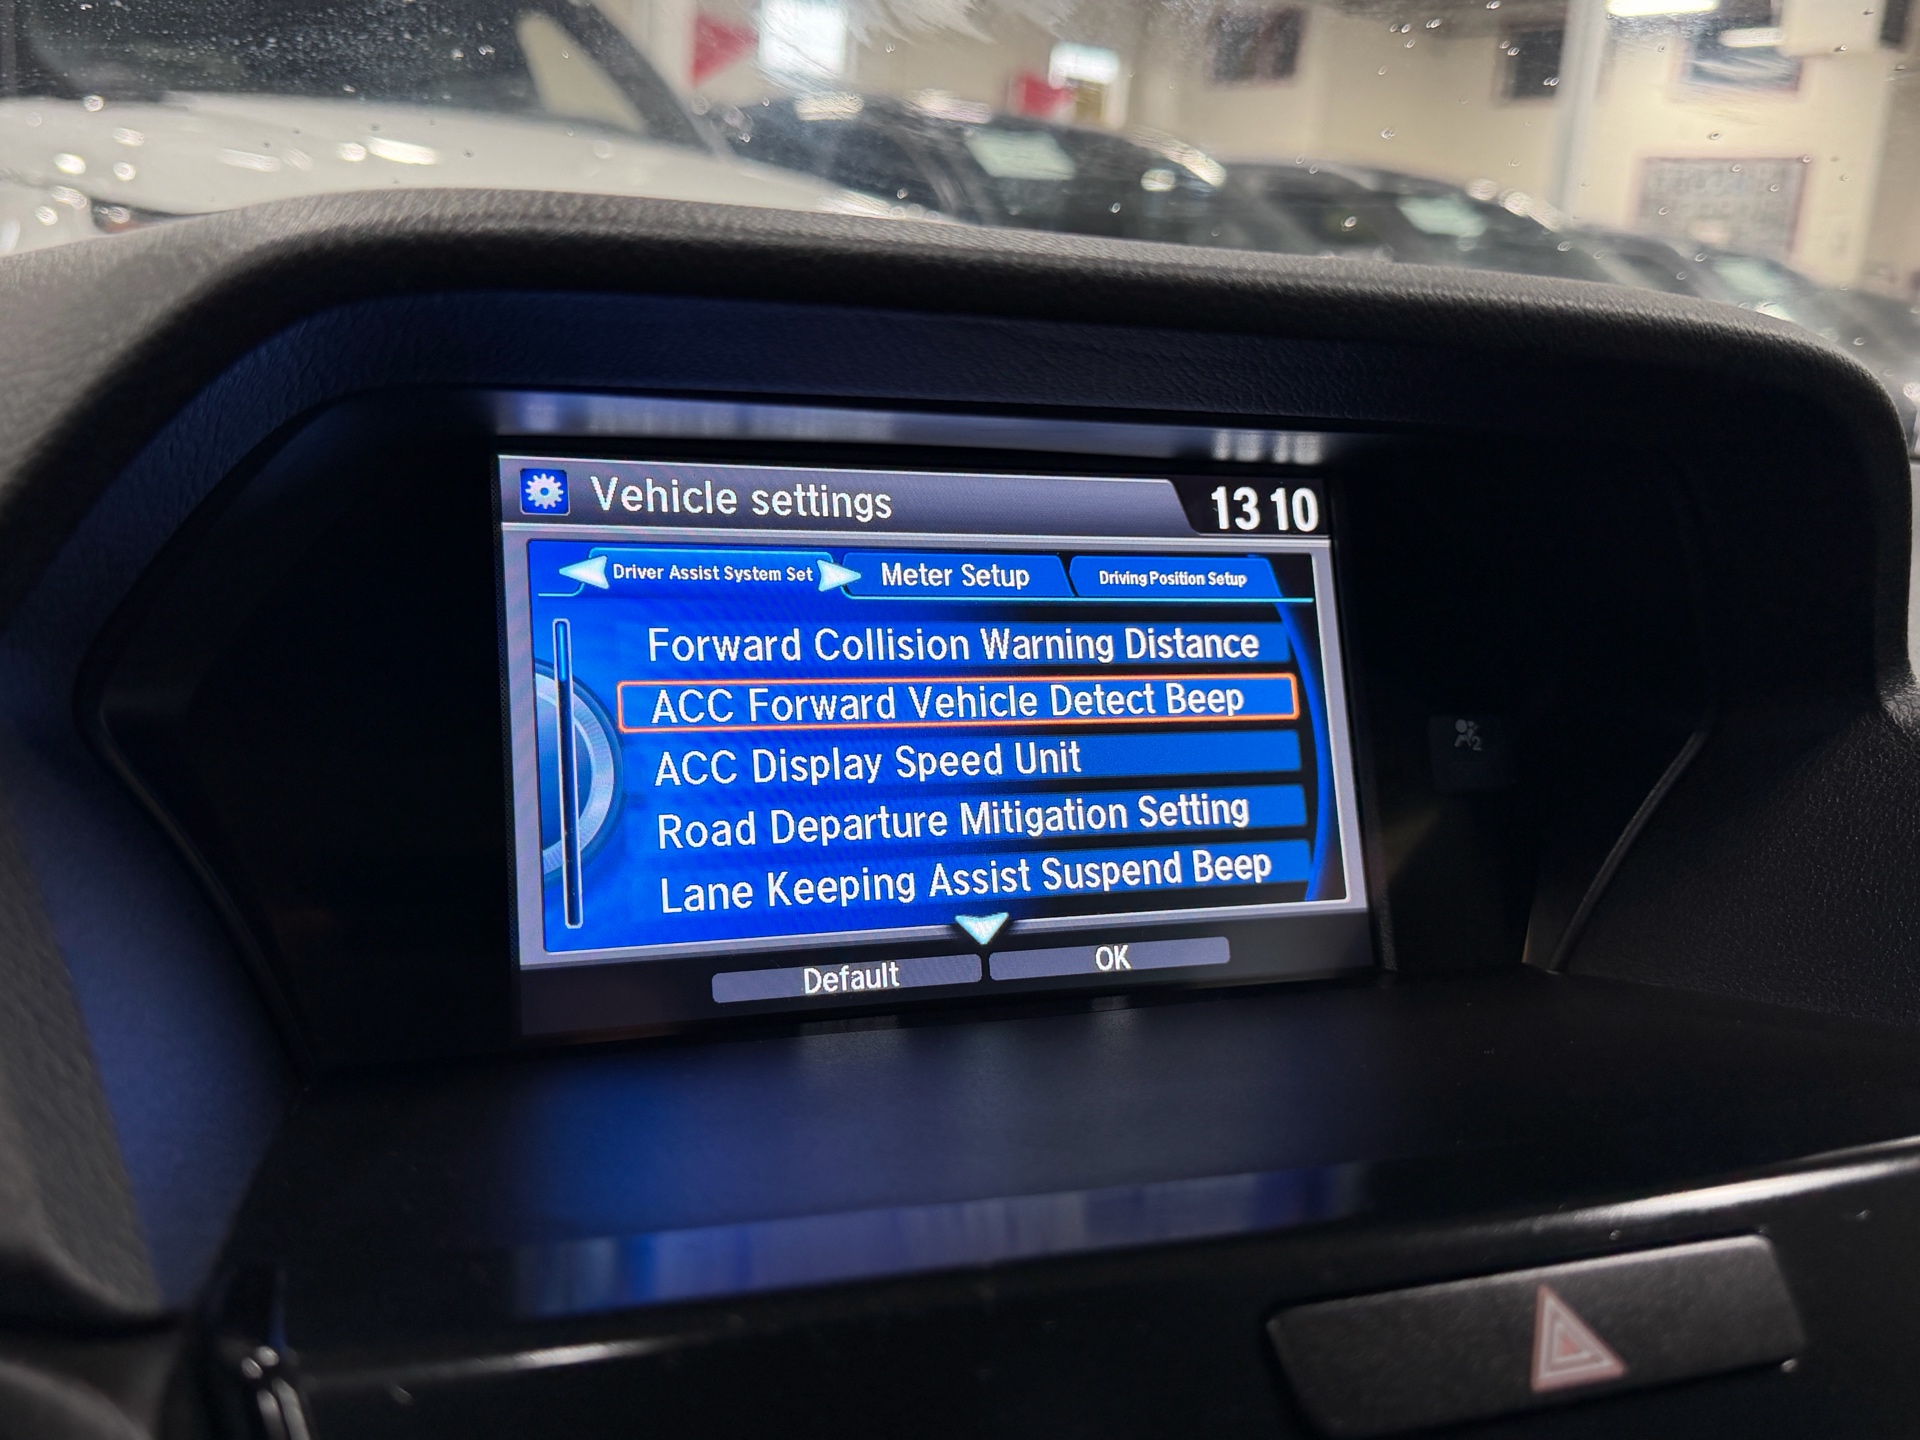 Vehicle settings
13 10
Driver Assist System Set
Meter Setup
Driving Position Setup
Forward Collision Warning Distance
ACC Forward Vehicle Detect Beep
ACC Display Speed Unit
Road Departure Mitigation Setting
Lane Keeping Assist Suspend Beep
Default
OK
2